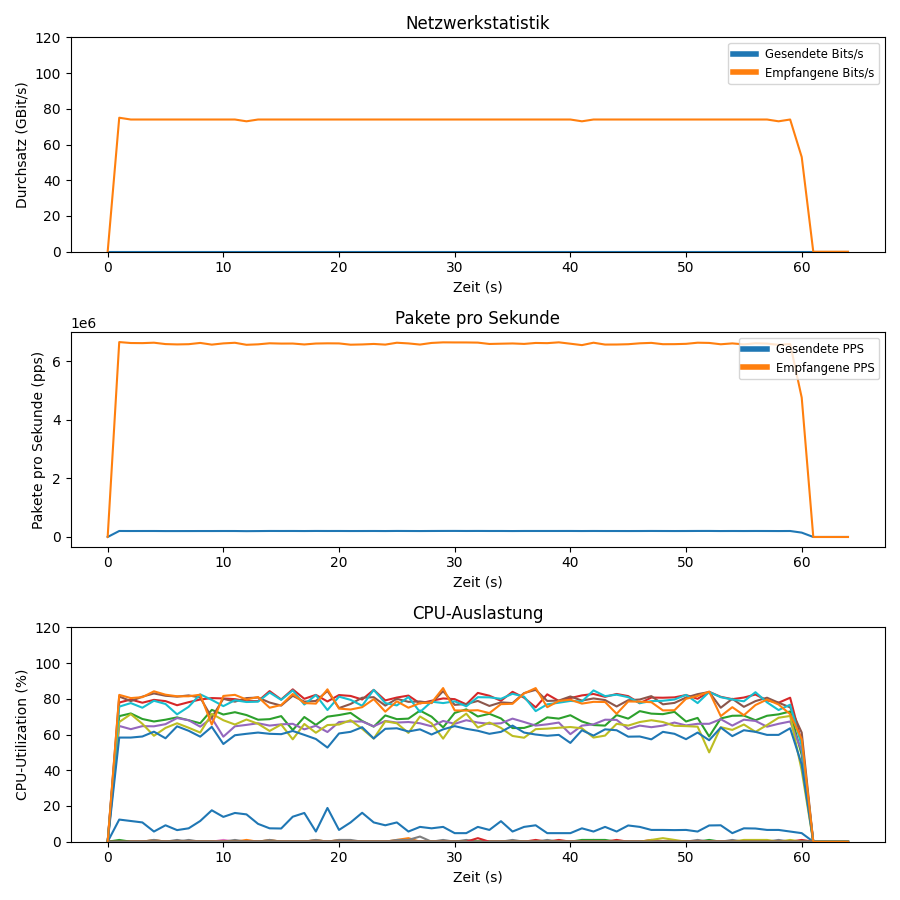 Netzwerkstatistik
Durchsatz (GBit/s)
120
100
80
60
40
20
0
Gesendete Bits/s
Empfangene Bits/s
0 10 20 30 40 50 60
Zeit (s)
Pakete pro Sekunde
1e6
Pakete pro Sekunde (pps)
6
4
2
0
Gesendete PPS
Empfangene PPS
0 10 20 30 40 50 60
Zeit (s)
CPU-Auslastung
CPU-Utilization (%)
120
100
80
60
40
20
0
0 10 20 30 40 50 60
Zeit (s)